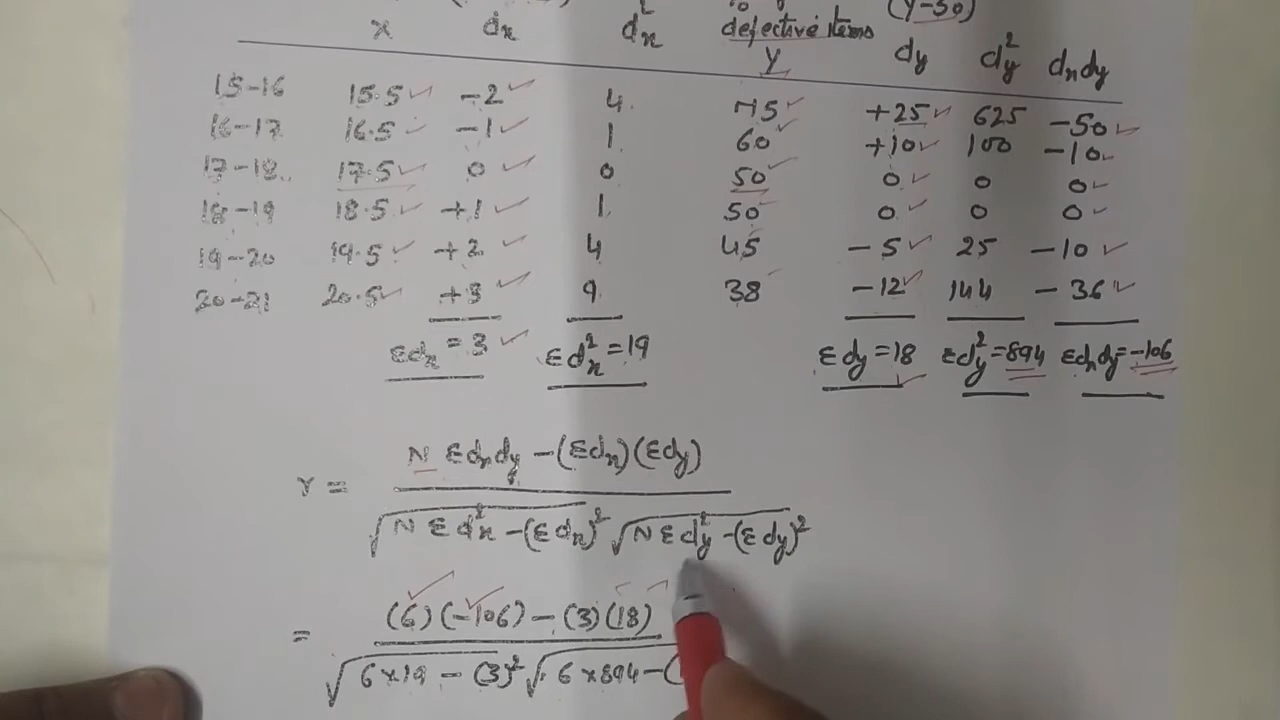 defective items (Y-50)
x dx dx² Y dy dy² dxdy
15-16 15.5 -2 4 75 +25 625 -50
16-17 16.5 -1 1 60 +10 100 -10
17-18 17.5 0 0 50 0 0 0
18-19 18.5 +1 1 50 0 0 0
19-20 19.5 +2 4 45 -5 25 -10
20-21 20.5 +3 9 38 -12 144 -36
Σdx = 3 Σdx² = 19 Σdy = 18 Σdy² = 894 Σdxdy = -106
r = N Σdxdy - (Σdx)(Σdy)
√N Σdx² - (Σdx)² √N Σdy² - (Σdy)²
= (6)(-106) - (3)(18)
√6×19 - (3)² √6×894 - (